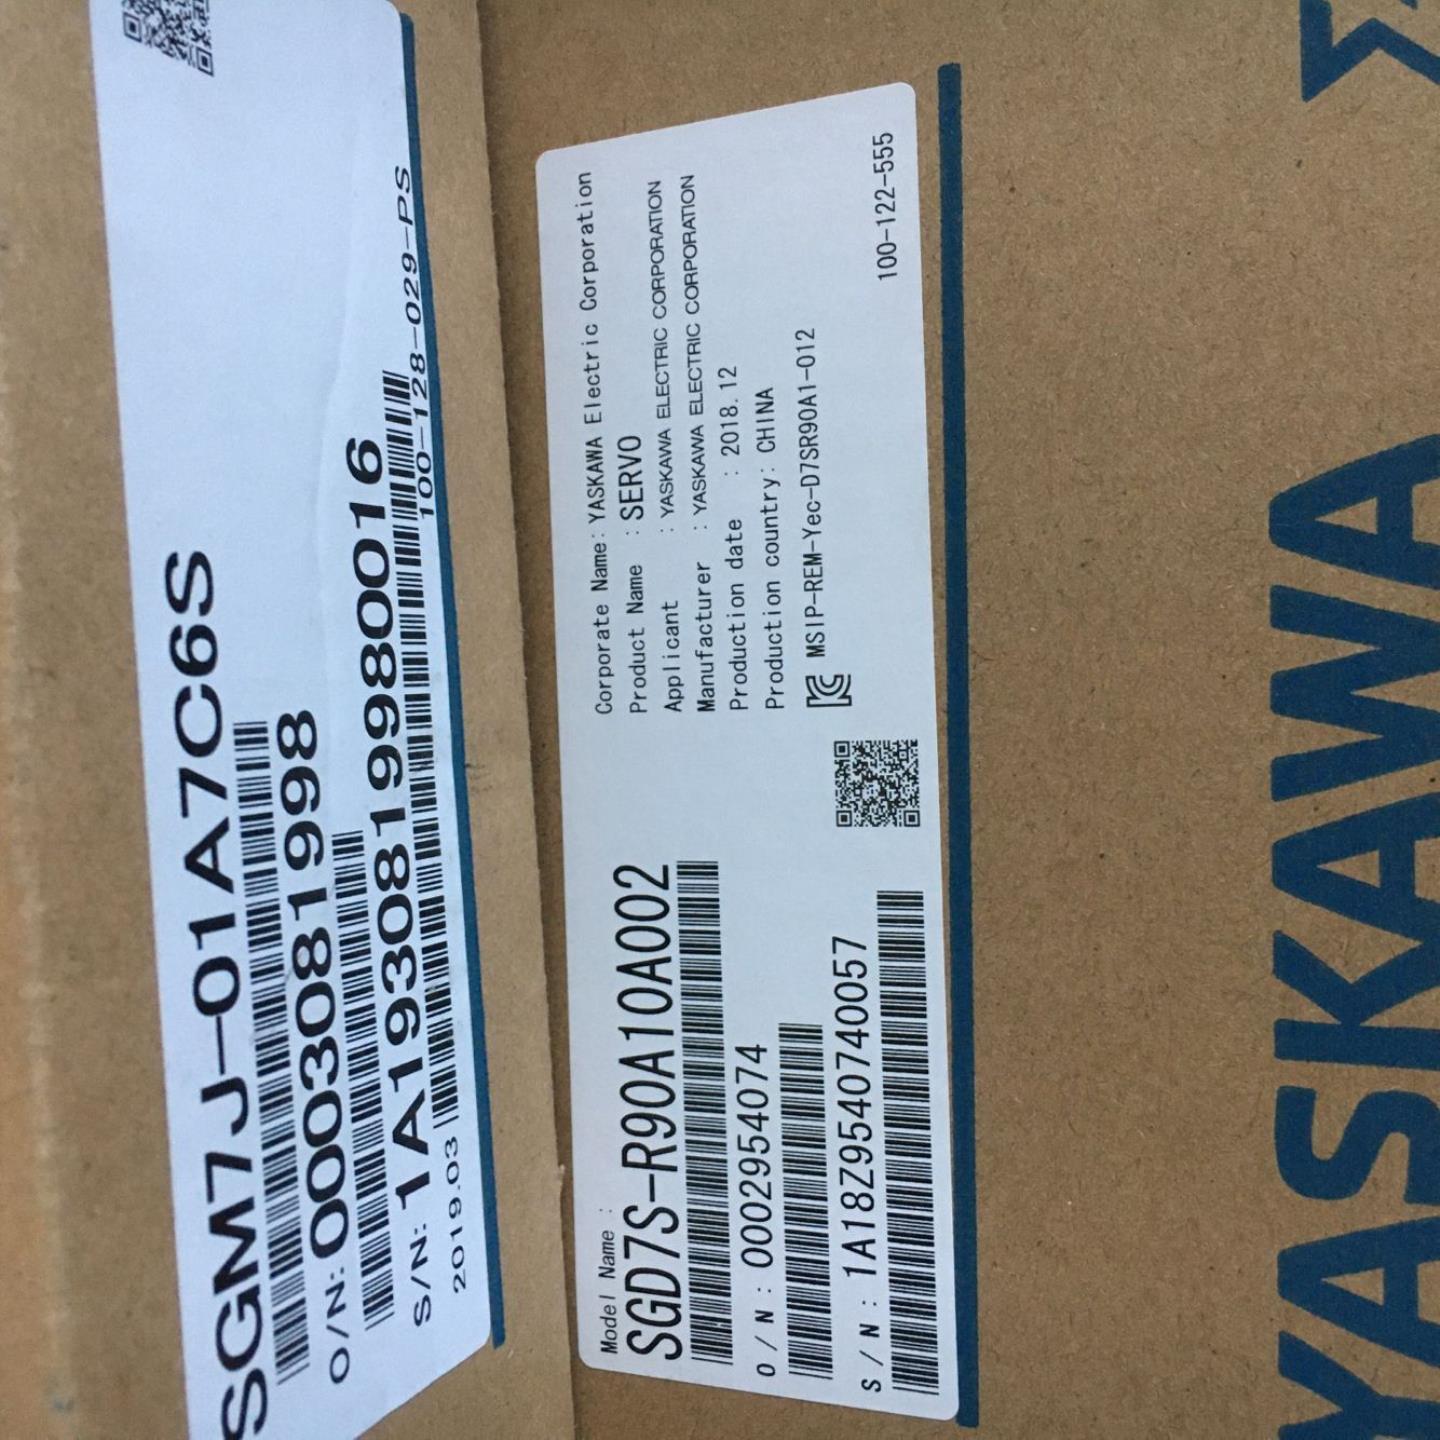 SGM7J-01A7C6S
O/N: 0003081998
S/N: 1A1930819980016
2019.03
100-128-029-PS
Model Name :
SGD7S-R90A10A002
O/N : 0002954074
S/N : 1A18Z9540740057
Corporate Name: YASKAWA Electric Corporation
Product Name : SERVO
Applicant : YASKAWA ELECTRIC CORPORATION
Manufacturer : YASKAWA ELECTRIC CORPORATION
Production date : 2018.12
Production country: CHINA
MSIP-REM-Yec-D7SR90A1-012
100-122-555
YASKAWA